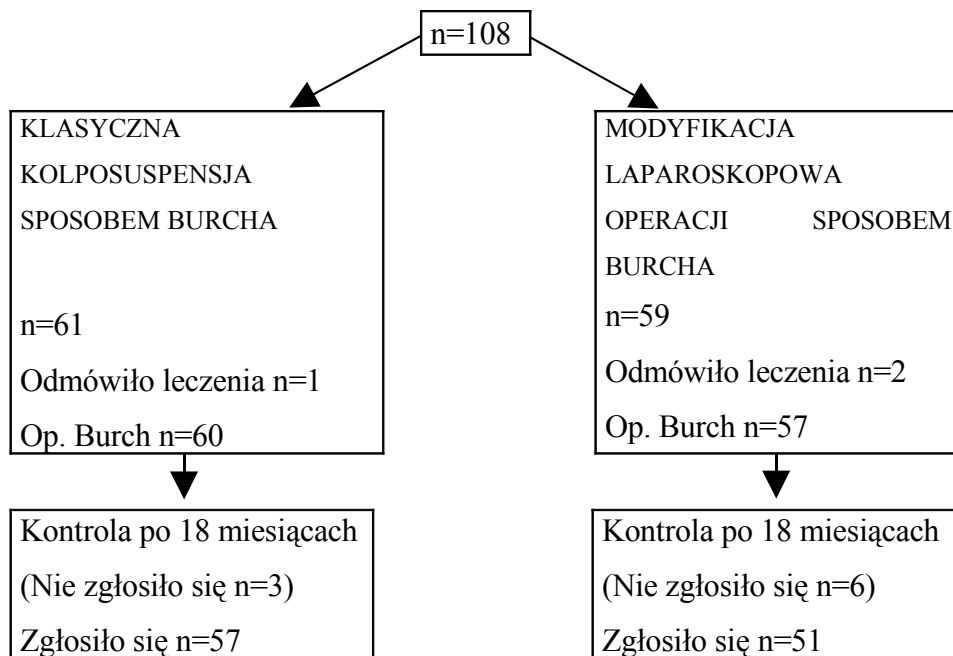 n=108
KLASYCZNA
KOLPOSUSPENSJA
SPOSOBEM BURCHA
n=61
Odmówiło leczenia n=1
Op. Burch n=60
MODYFIKACJA
LAPAROSKOPOWA
OPERACJI SPOSOBEM
BURCHA
n=59
Odmówiło leczenia n=2
Op. Burch n=57
Kontrola po 18 miesiącach
(Nie zgłosiło się n=3)
Zgłosiło się n=57
Kontrola po 18 miesiącach
(Nie zgłosiło się n=6)
Zgłosiło się n=51